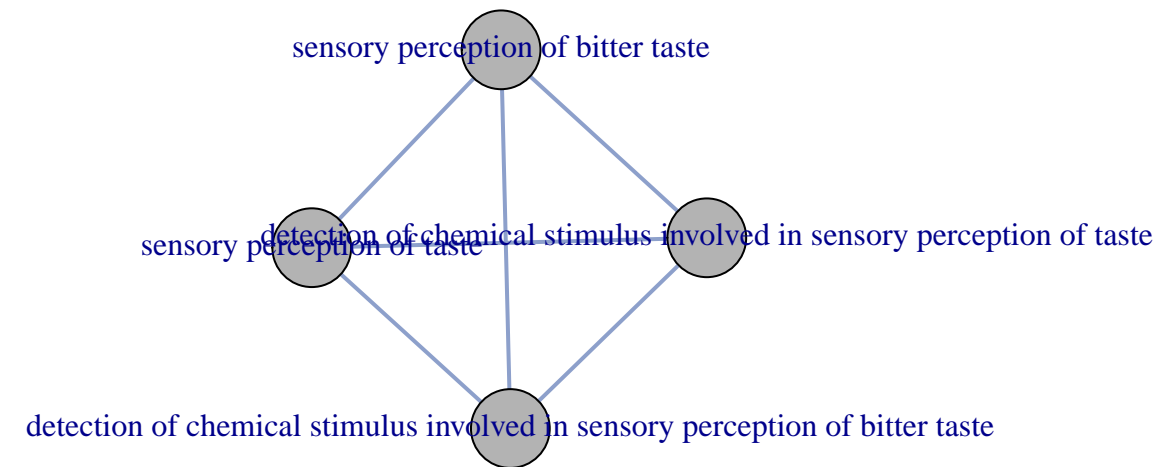 sensory perception of bitter taste
detection of chemical stimulus involved in sensory perception of taste
sensory perception of taste
detection of chemical stimulus involved in sensory perception of bitter taste